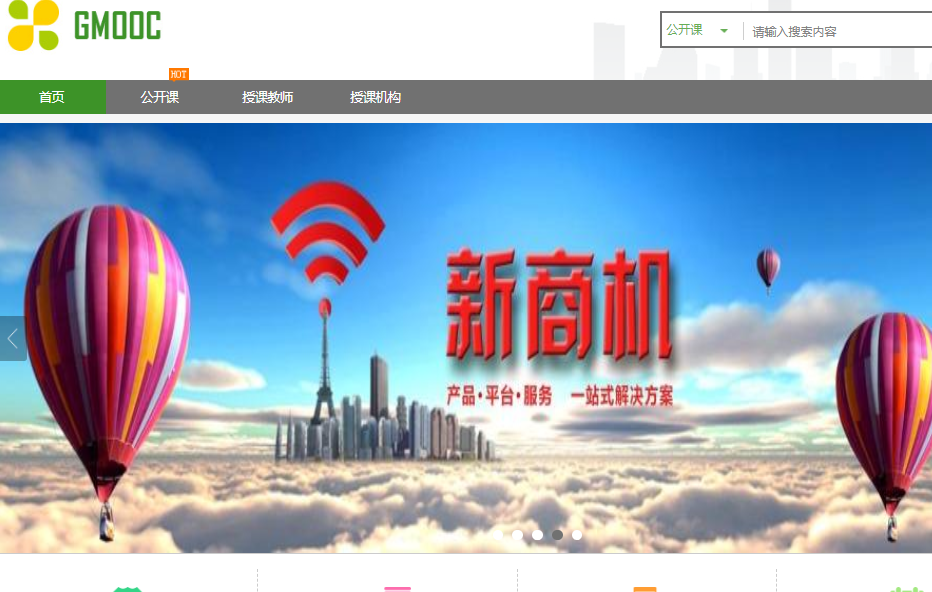 GMOOC
公开课
请输入搜索内容
HOT
首页
公开课
授课教师
授课机构
新商机
产品·平台·服务 一站式解决方案